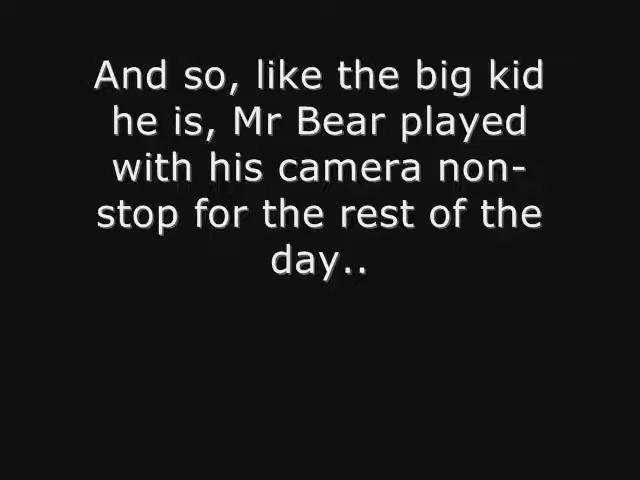 And so, like the big kid
he is, Mr Bear played
with his camera non-
stop for the rest of the
day..